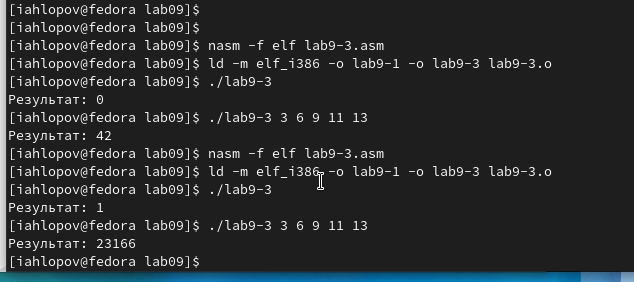 [iahlopov@fedora lab09]$
[iahlopov@fedora lab09]$
[iahlopov@fedora lab09]$ nasm -f elf lab9-3.asm
[iahlopov@fedora lab09]$ ld -m elf_i386 -o lab9-1 -o lab9-3 lab9-3.o
[iahlopov@fedora lab09]$ ./lab9-3
Результат: 0
[iahlopov@fedora lab09]$ ./lab9-3 3 6 9 11 13
Результат: 42
[iahlopov@fedora lab09]$ nasm -f elf lab9-3.asm
[iahlopov@fedora lab09]$ ld -m elf_i386 -o lab9-1 -o lab9-3 lab9-3.o
[iahlopov@fedora lab09]$ ./lab9-3
Результат: 1
[iahlopov@fedora lab09]$ ./lab9-3 3 6 9 11 13
Результат: 23166
[iahlopov@fedora lab09]$